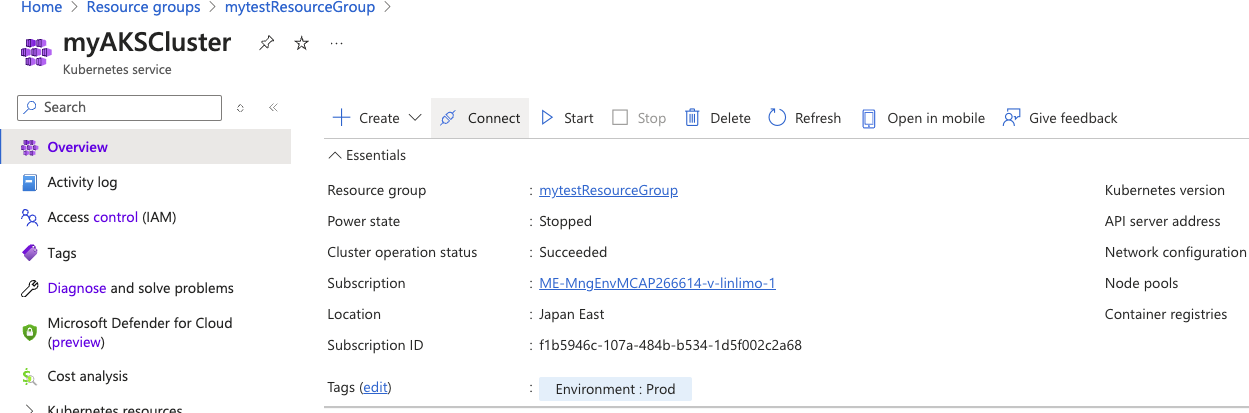 Home > Resource groups > mytestResourceGroup >
myAKSCluster ...
Kubernetes service
Search
Create Connect Start Stop Delete Refresh Open in mobile Give feedback
Overview
Activity log
Access control (IAM)
Tags
Diagnose and solve problems
Microsoft Defender for Cloud
(preview)
Cost analysis
Kubernetes resources
Essentials
Resource group : mytestResourceGroup
Power state : Stopped
Cluster operation status : Succeeded
Subscription : ME-MngEnvMCAP266614-v-linlimo-1
Location : Japan East
Subscription ID : f1b5946c-107a-484b-b534-1d5f002c2a68
Tags (edit) : Environment : Prod
Kubernetes version
API server address
Network configuration
Node pools
Container registries